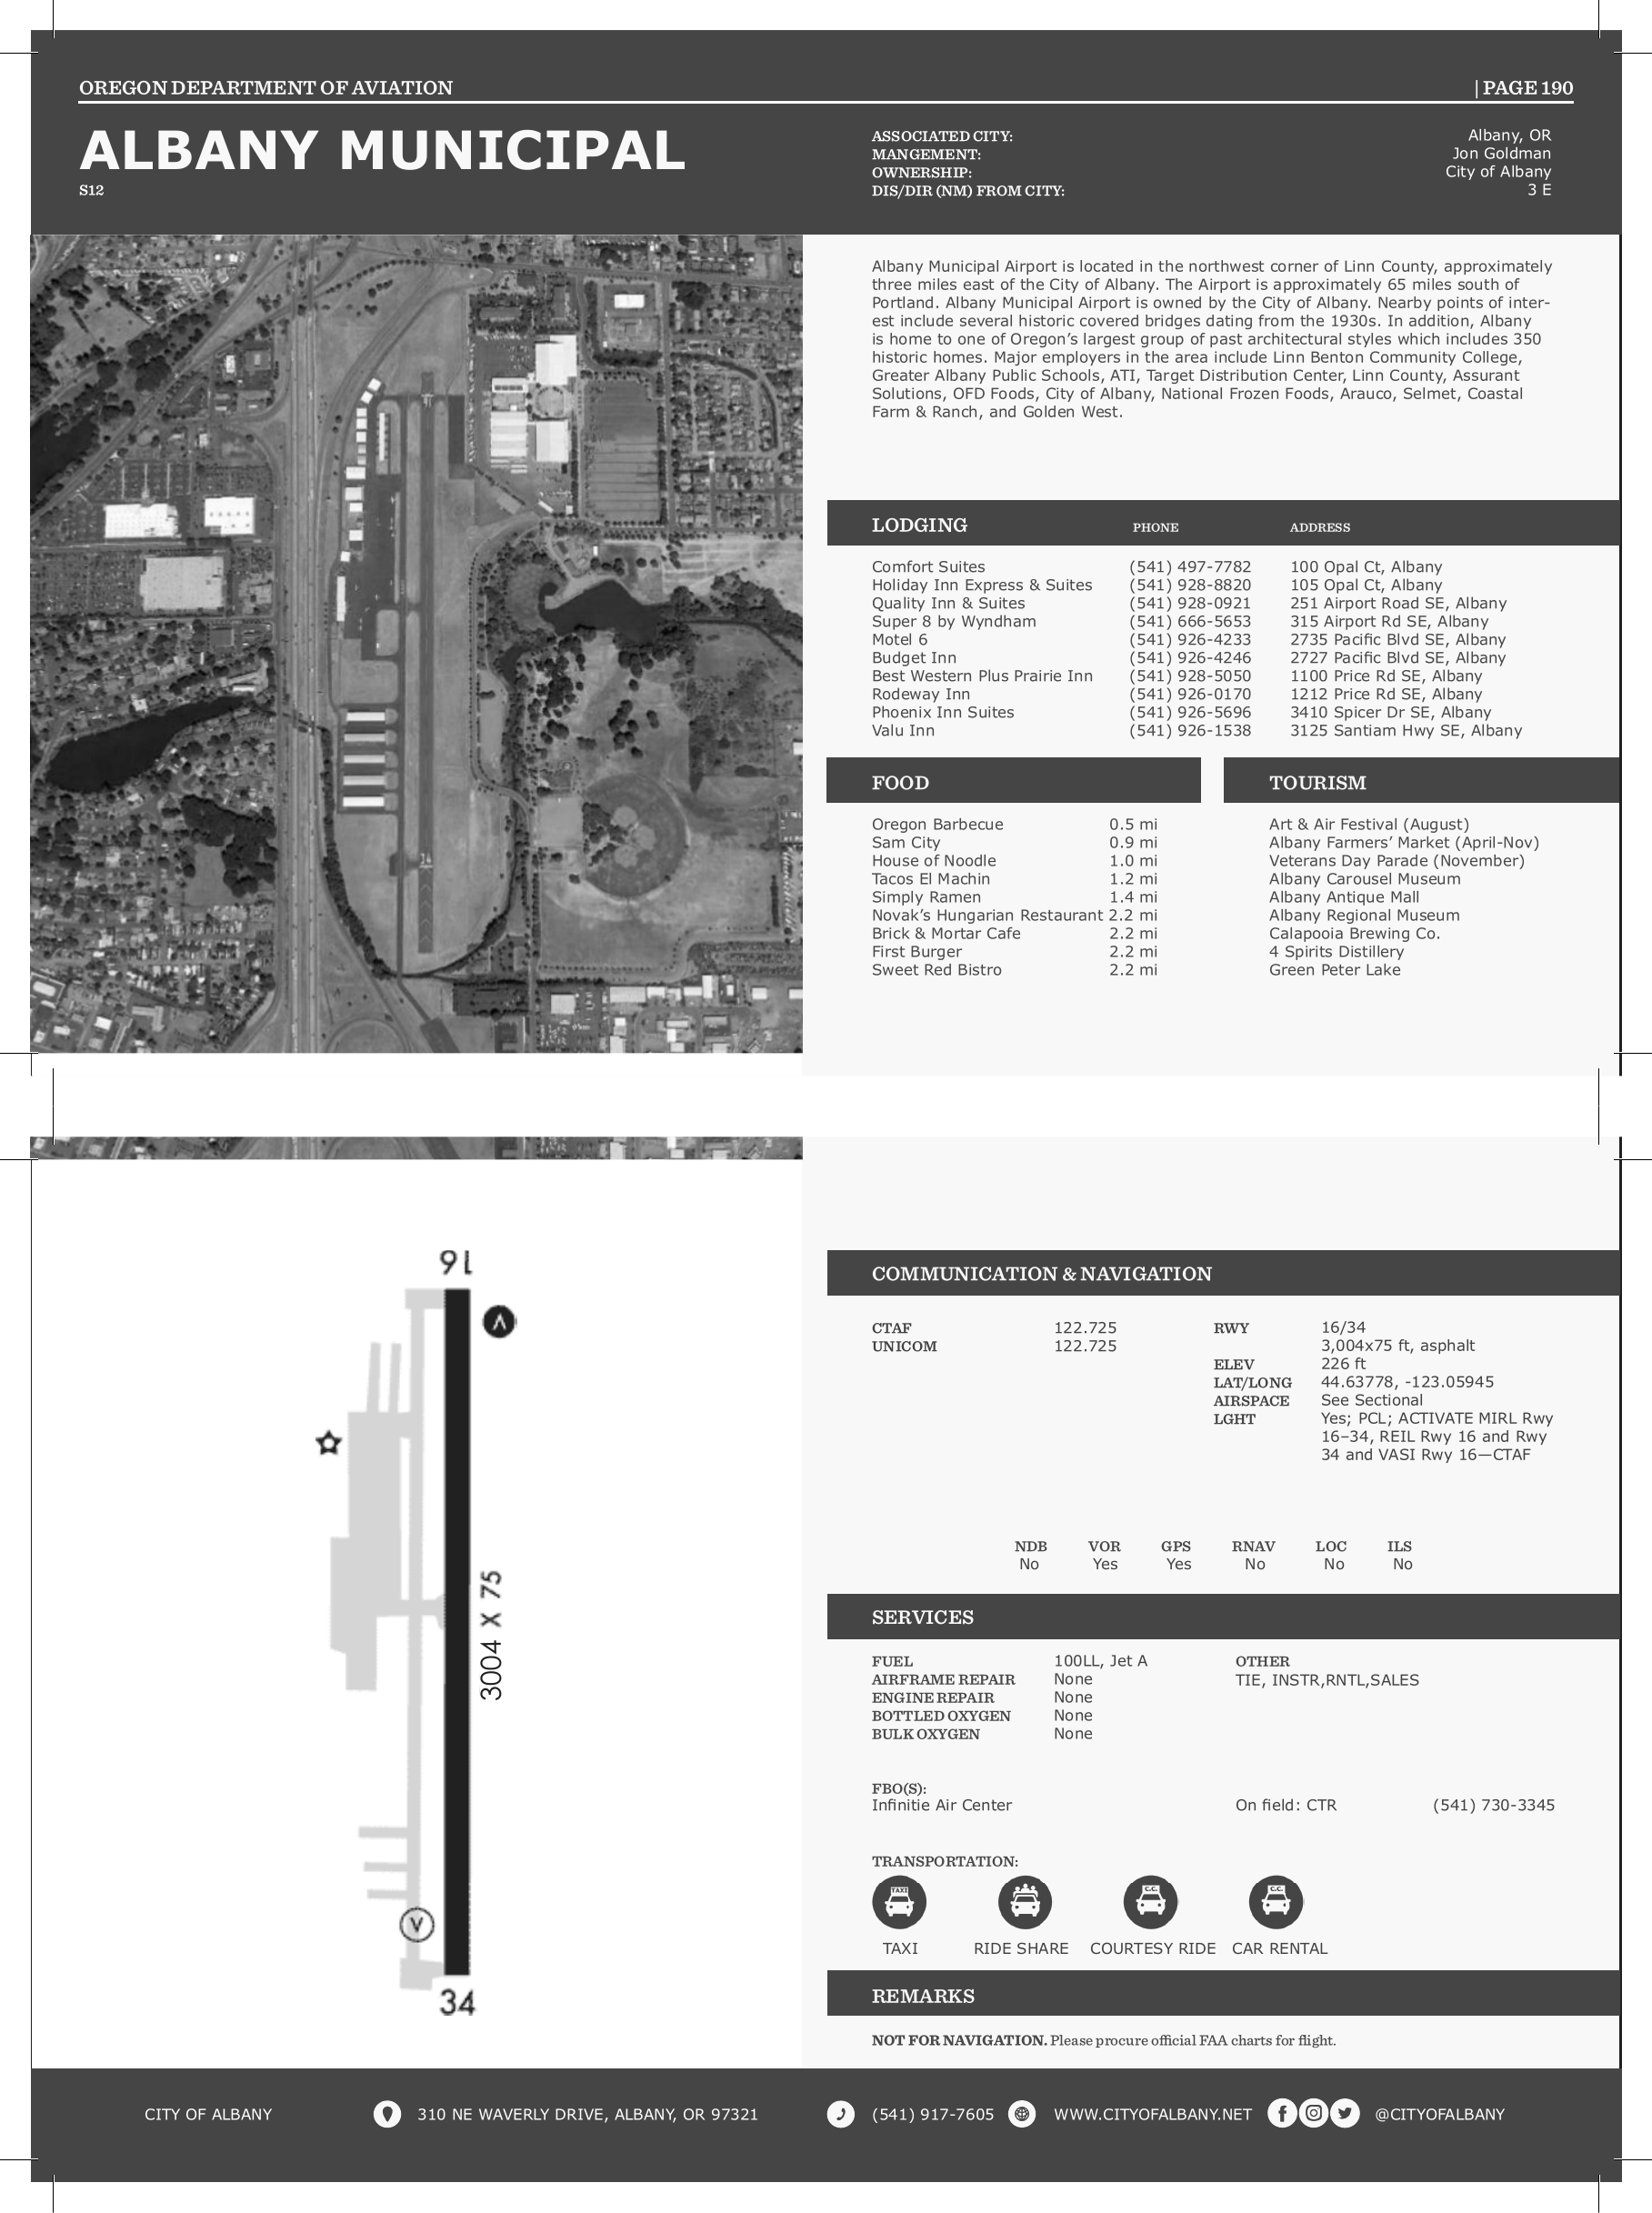 OREGON DEPARTMENT OF AVIATION | PAGE 190
ALBANY MUNICIPAL
S12
ASSOCIATED CITY: Albany, OR
MANGEMENT: Jon Goldman
OWNERSHIP: City of Albany
DIS/DIR (NM) FROM CITY: 3 E
Albany Municipal Airport is located in the northwest corner of Linn County, approximately
three miles east of the City of Albany. The Airport is approximately 65 miles south of
Portland. Albany Municipal Airport is owned by the City of Albany. Nearby points of inter-
est include several historic covered bridges dating from the 1930s. In addition, Albany
is home to one of Oregon's largest group of past architectural styles which includes 350
historic homes. Major employers in the area include Linn Benton Community College,
Greater Albany Public Schools, ATI, Target Distribution Center, Linn County, Assurant
Solutions, OFD Foods, City of Albany, National Frozen Foods, Arauco, Selmet, Coastal
Farm & Ranch, and Golden West.
LODGING PHONE ADDRESS
Comfort Suites (541) 497-7782 100 Opal Ct, Albany
Holiday Inn Express & Suites (541) 928-8820 105 Opal Ct, Albany
Quality Inn & Suites (541) 928-0921 251 Airport Road SE, Albany
Super 8 by Wyndham (541) 666-5653 315 Airport Rd SE, Albany
Motel 6 (541) 926-4233 2735 Pacific Blvd SE, Albany
Budget Inn (541) 926-4246 2727 Pacific Blvd SE, Albany
Best Western Plus Prairie Inn (541) 928-5050 1100 Price Rd SE, Albany
Rodeway Inn (541) 926-0170 1212 Price Rd SE, Albany
Phoenix Inn Suites (541) 926-5696 3410 Spicer Dr SE, Albany
Valu Inn (541) 926-1538 3125 Santiam Hwy SE, Albany
FOOD
Oregon Barbecue 0.5 mi
Sam City 0.9 mi
House of Noodle 1.0 mi
Tacos El Machin 1.2 mi
Simply Ramen 1.4 mi
Novak's Hungarian Restaurant 2.2 mi
Brick & Mortar Cafe 2.2 mi
First Burger 2.2 mi
Sweet Red Bistro 2.2 mi
TOURISM
Art & Air Festival (August)
Albany Farmers' Market (April-Nov)
Veterans Day Parade (November)
Albany Carousel Museum
Albany Antique Mall
Albany Regional Museum
Calapooia Brewing Co.
4 Spirits Distillery
Green Peter Lake
16
V
3004 X 75
V
34
COMMUNICATION & NAVIGATION
CTAF 122.725
UNICOM 122.725
RWY 16/34
3,004x75 ft, asphalt
ELEV 226 ft
LAT/LONG 44.63778, -123.05945
AIRSPACE See Sectional
LGHT Yes; PCL; ACTIVATE MIRL Rwy
16–34, REIL Rwy 16 and Rwy
34 and VASI Rwy 16—CTAF
NDB VOR GPS RNAV LOC ILS
No Yes Yes No No No
SERVICES
FUEL 100LL, Jet A
AIRFRAME REPAIR None
ENGINE REPAIR None
BOTTLED OXYGEN None
BULK OXYGEN None
OTHER
TIE, INSTR,RNTL,SALES
FBO(S):
Infinitie Air Center On field: CTR (541) 730-3345
TRANSPORTATION:
TAXI C.C. C.C.
TAXI RIDE SHARE COURTESY RIDE CAR RENTAL
REMARKS
NOT FOR NAVIGATION. Please procure official FAA charts for flight.
CITY OF ALBANY 310 NE WAVERLY DRIVE, ALBANY, OR 97321 (541) 917-7605 WWW.CITYOFALBANY.NET @CITYOFALBANY